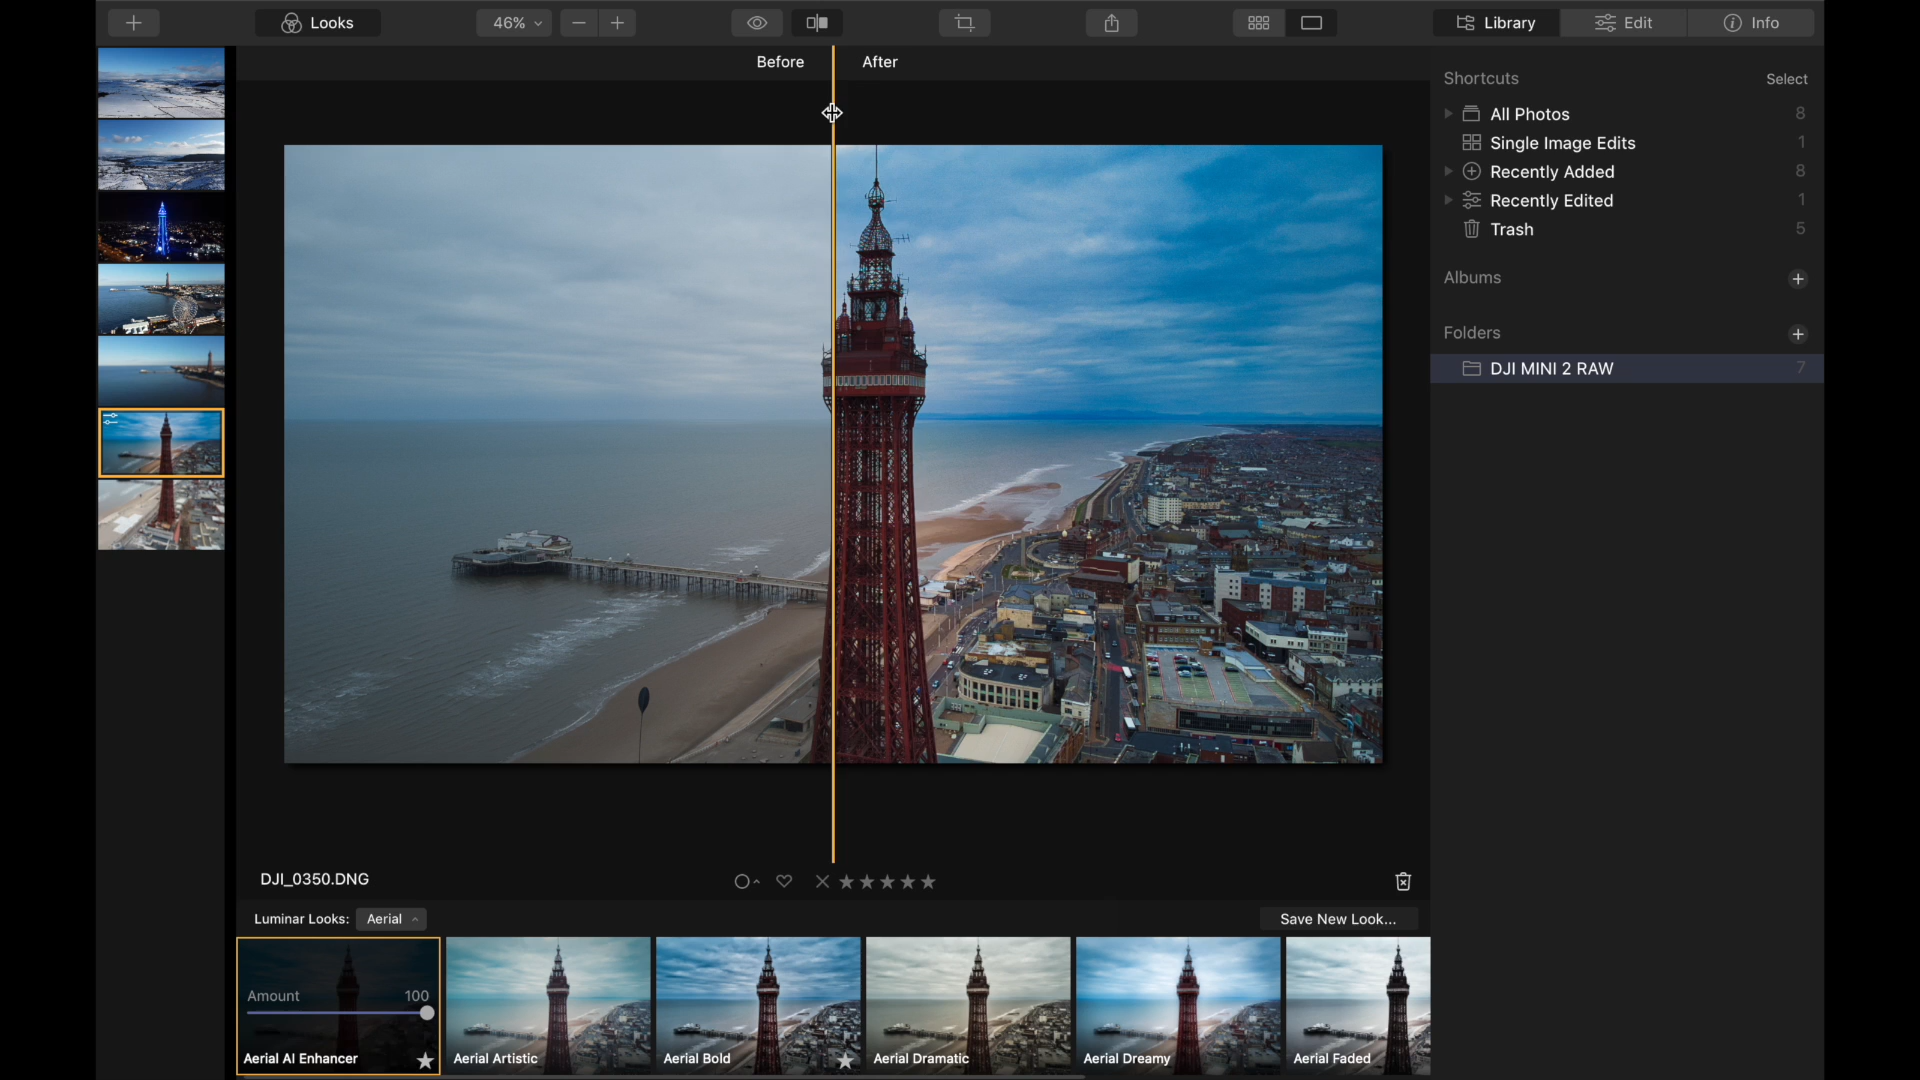 Looks
46%
Library
Edit
Info
Before
After
Shortcuts
Select
All Photos 8
Single Image Edits 1
Recently Added 8
Recently Edited 1
Trash 5
Albums
Folders
DJI MINI 2 RAW 7
DJI_0350.DNG
Luminar Looks: Aerial
Save New Look...
Amount 100
Aerial AI Enhancer
Aerial Artistic
Aerial Bold
Aerial Dramatic
Aerial Dreamy
Aerial Faded